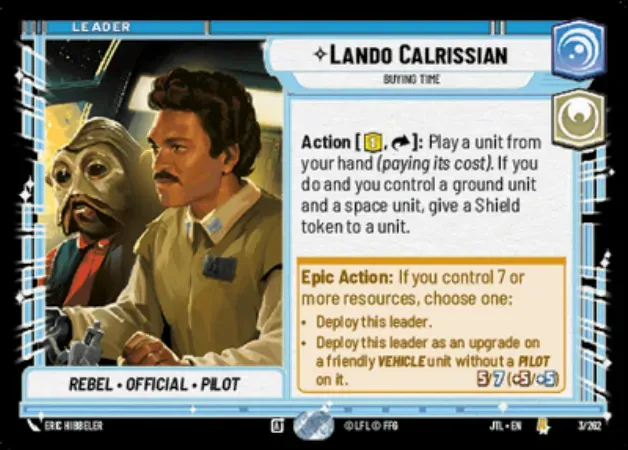 LEADER
LANDO CALRISSIAN
BUYING TIME
Action [1, ]: Play a unit from
your hand (paying its cost). If you
do and you control a ground unit
and a space unit, give a Shield
token to a unit.
Epic Action: If you control 7 or
more resources, choose one:
• Deploy this leader.
• Deploy this leader as an upgrade on
a friendly VEHICLE unit without a PILOT
on it.
5/7 (+5/+5)
REBEL • OFFICIAL • PILOT
ERIC HIBBELER
A
© LFL © FFG
JTL • EN
3/262